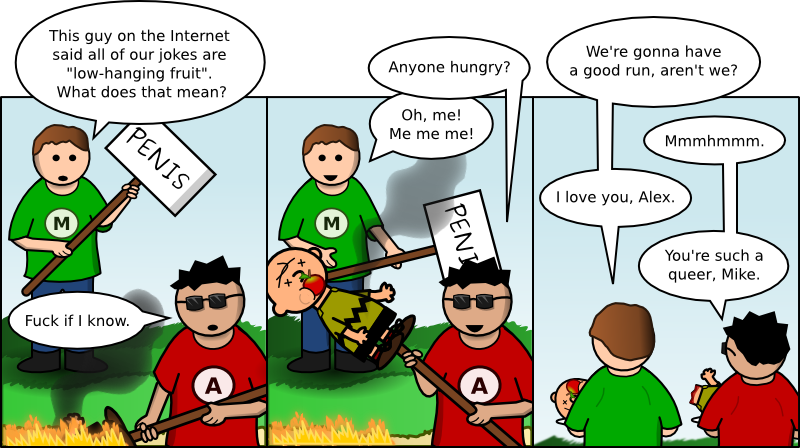 This guy on the Internet
said all of our jokes are
"low-hanging fruit".
What does that mean?
PENIS
M
Fuck if I know.
A
Anyone hungry?
Oh, me!
Me me me!
M
PENI
A
We're gonna have
a good run, aren't we?
Mmmhmmm.
I love you, Alex.
You're such a
queer, Mike.